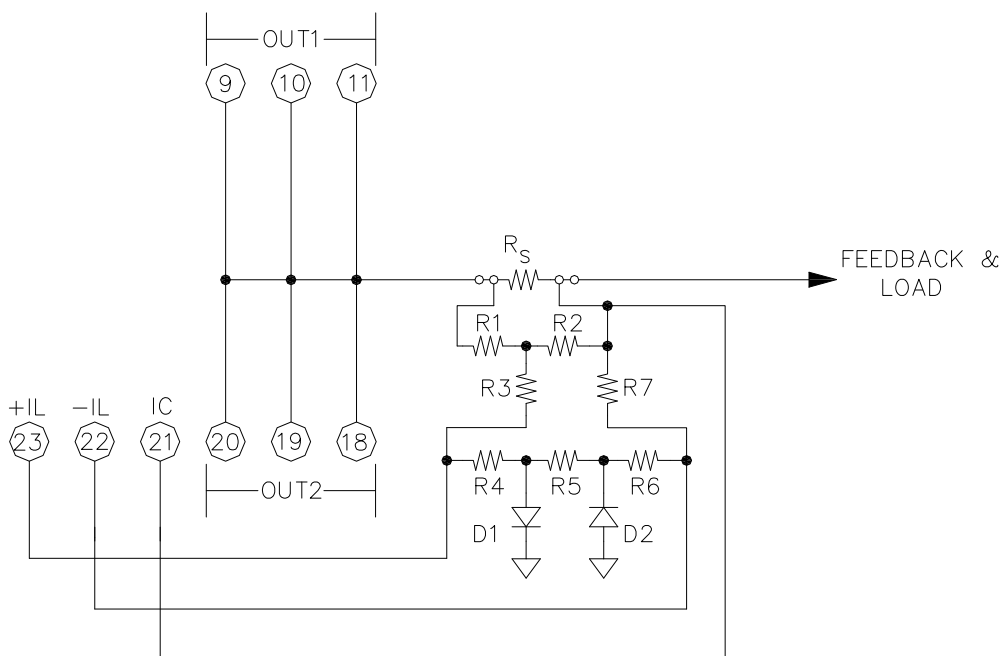 OUT1
9 10 11
RS
FEEDBACK &
LOAD
R1 R2
R3 R7
+IL -IL IC
23 22 21 20 19 18
R4 R5 R6
OUT2
D1 D2